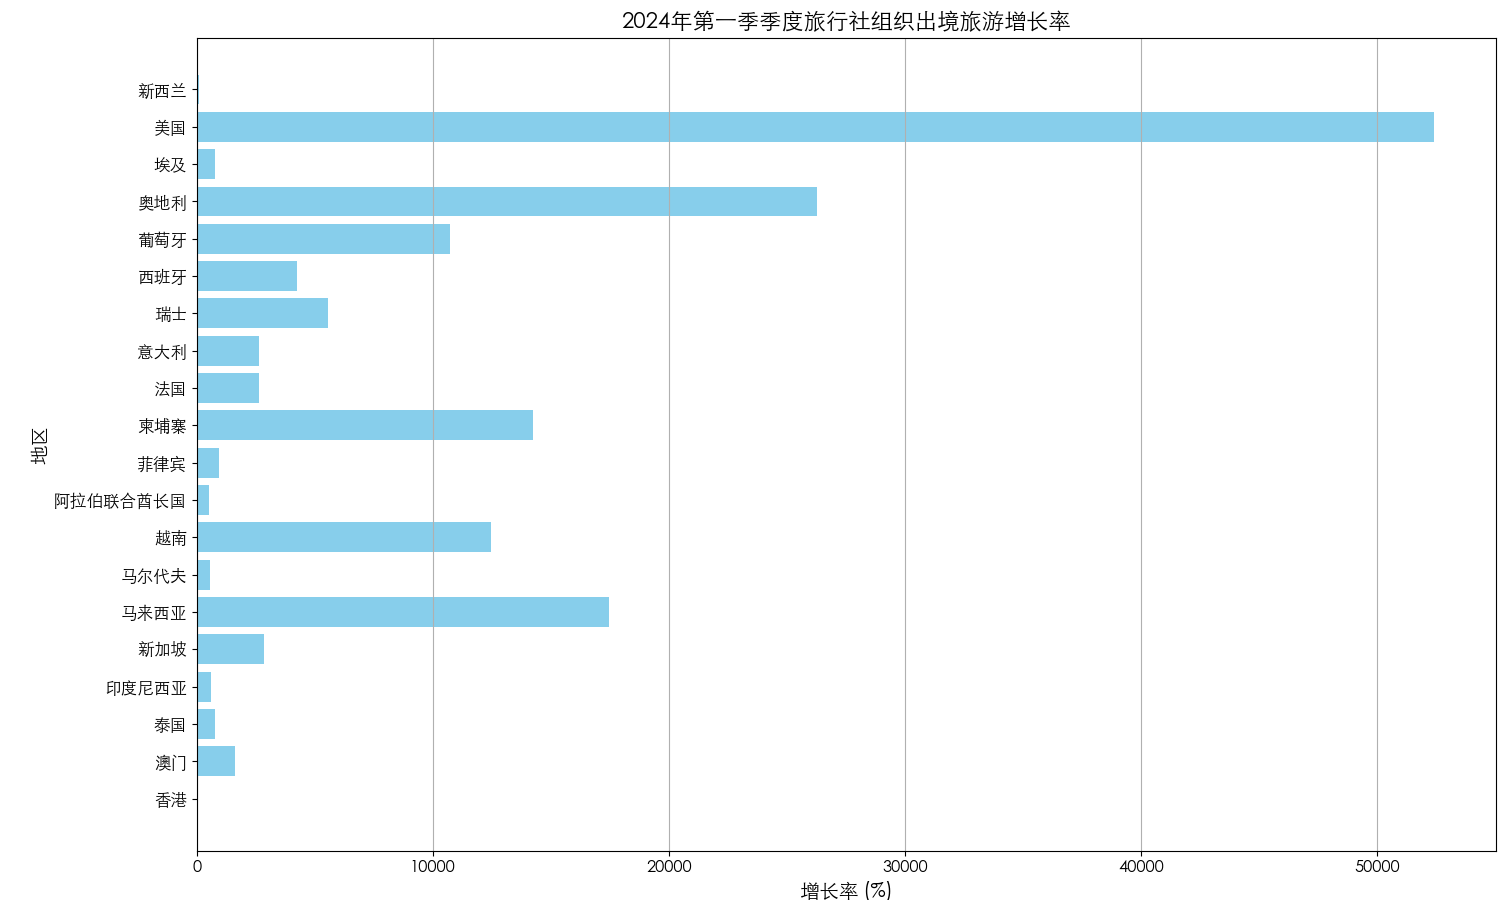 2024年第一季季度旅行社组织出境旅游增长率
地区
新西兰
美国
埃及
奥地利
葡萄牙
西班牙
瑞士
意大利
法国
柬埔寨
菲律宾
阿拉伯联合酋长国
越南
马尔代夫
马来西亚
新加坡
印度尼西亚
泰国
澳门
香港
0 10000 20000 30000 40000 50000
增长率 (%)